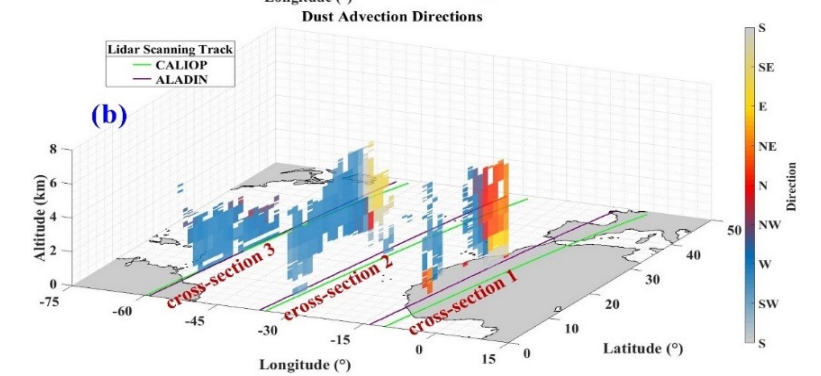 Longitude (°)
Dust Advection Directions
Lidar Scanning Track
CALIOP
ALADIN
(b)
8
6
4
2
0
Altitude (km)
-75
-60
-45
-30
-15
0
15
Longitude (°)
0
10
20
30
40
50
Latitude (°)
cross-section 3
cross-section 2
cross-section 1
S
SE
E
NE
N
NW
W
SW
S
Direction